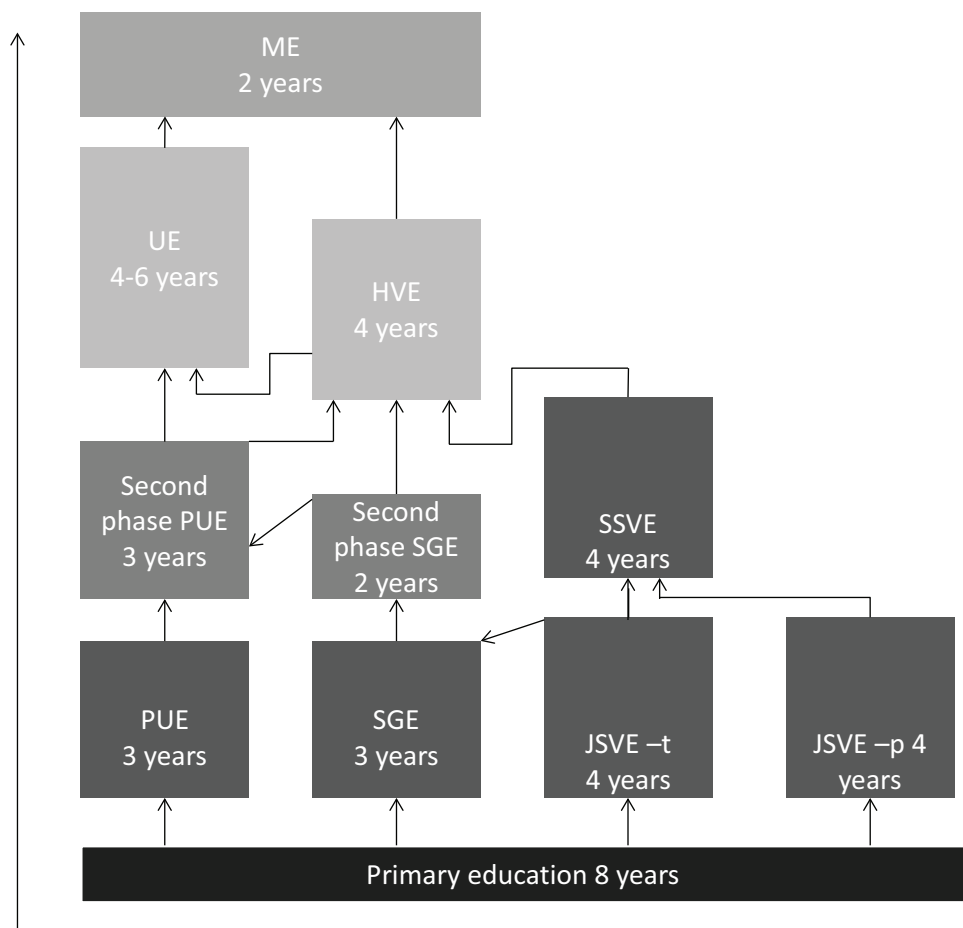 ME
2 years
UE
4-6 years
HVE
4 years
Second
phase PUE
3 years
Second
phase SGE
2 years
SSVE
4 years
PUE
3 years
SGE
3 years
JSVE –t
4 years
JSVE –p 4
years
Primary education 8 years